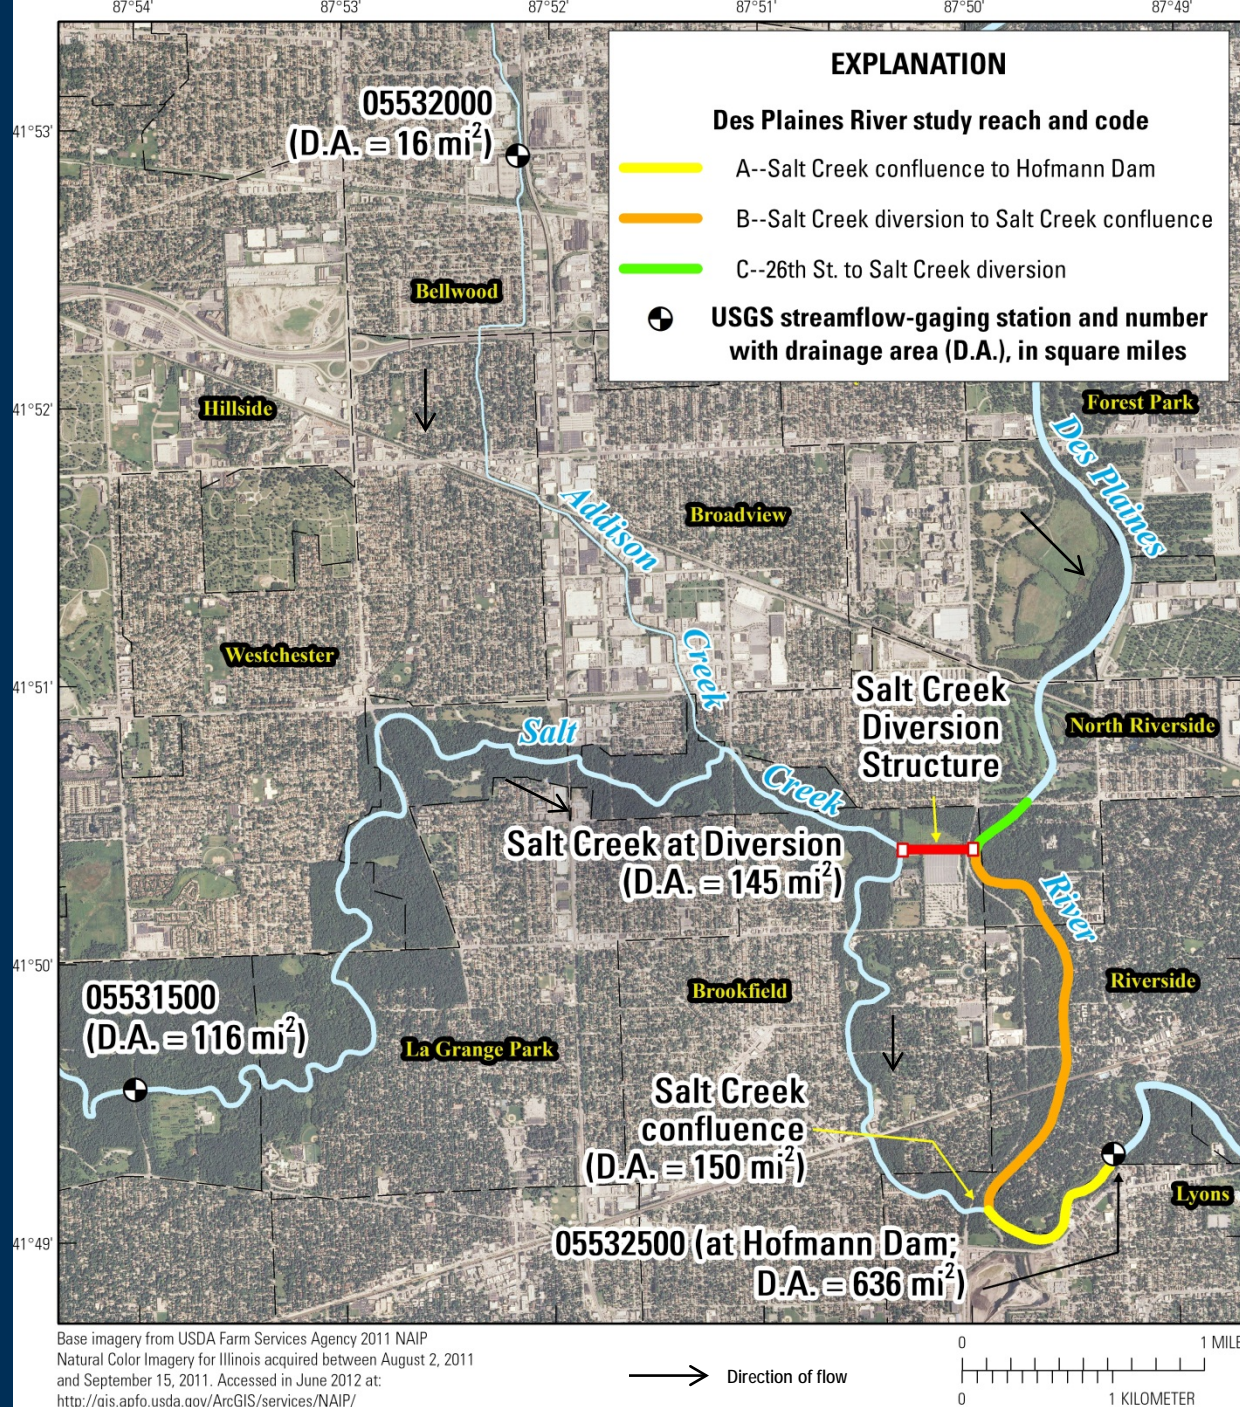 87°54'
87°53'
87°52'
87°51'
87°50'
87°49'
EXPLANATION
Des Plaines River study reach and code
A--Salt Creek confluence to Hofmann Dam
B--Salt Creek diversion to Salt Creek confluence
C--26th St. to Salt Creek diversion
USGS streamflow-gaging station and number
with drainage area (D.A.), in square miles
05532000
(D.A. = 16 mi²)
41°53'
Bellwood
41°52'
Hillside
Forest Park
Des Plaines
Addison
Broadview
Westchester
Creek
41°51'
Salt Creek
Diversion
Structure
North Riverside
Salt
Creek
Salt Creek at Diversion
(D.A. = 145 mi²)
River
41°50'
05531500
(D.A. = 116 mi²)
Brookfield
Riverside
La Grange Park
Salt Creek
confluence
(D.A. = 150 mi²)
Lyons
41°49'
05532500 (at Hofmann Dam;
D.A. = 636 mi²)
Base imagery from USDA Farm Services Agency 2011 NAIP
Natural Color Imagery for Illinois acquired between August 2, 2011
and September 15, 2011. Accessed in June 2012 at:
http://gis.apfo.usda.gov/ArcGIS/services/NAIP/
Direction of flow
0
1 MILE
0
1 KILOMETER